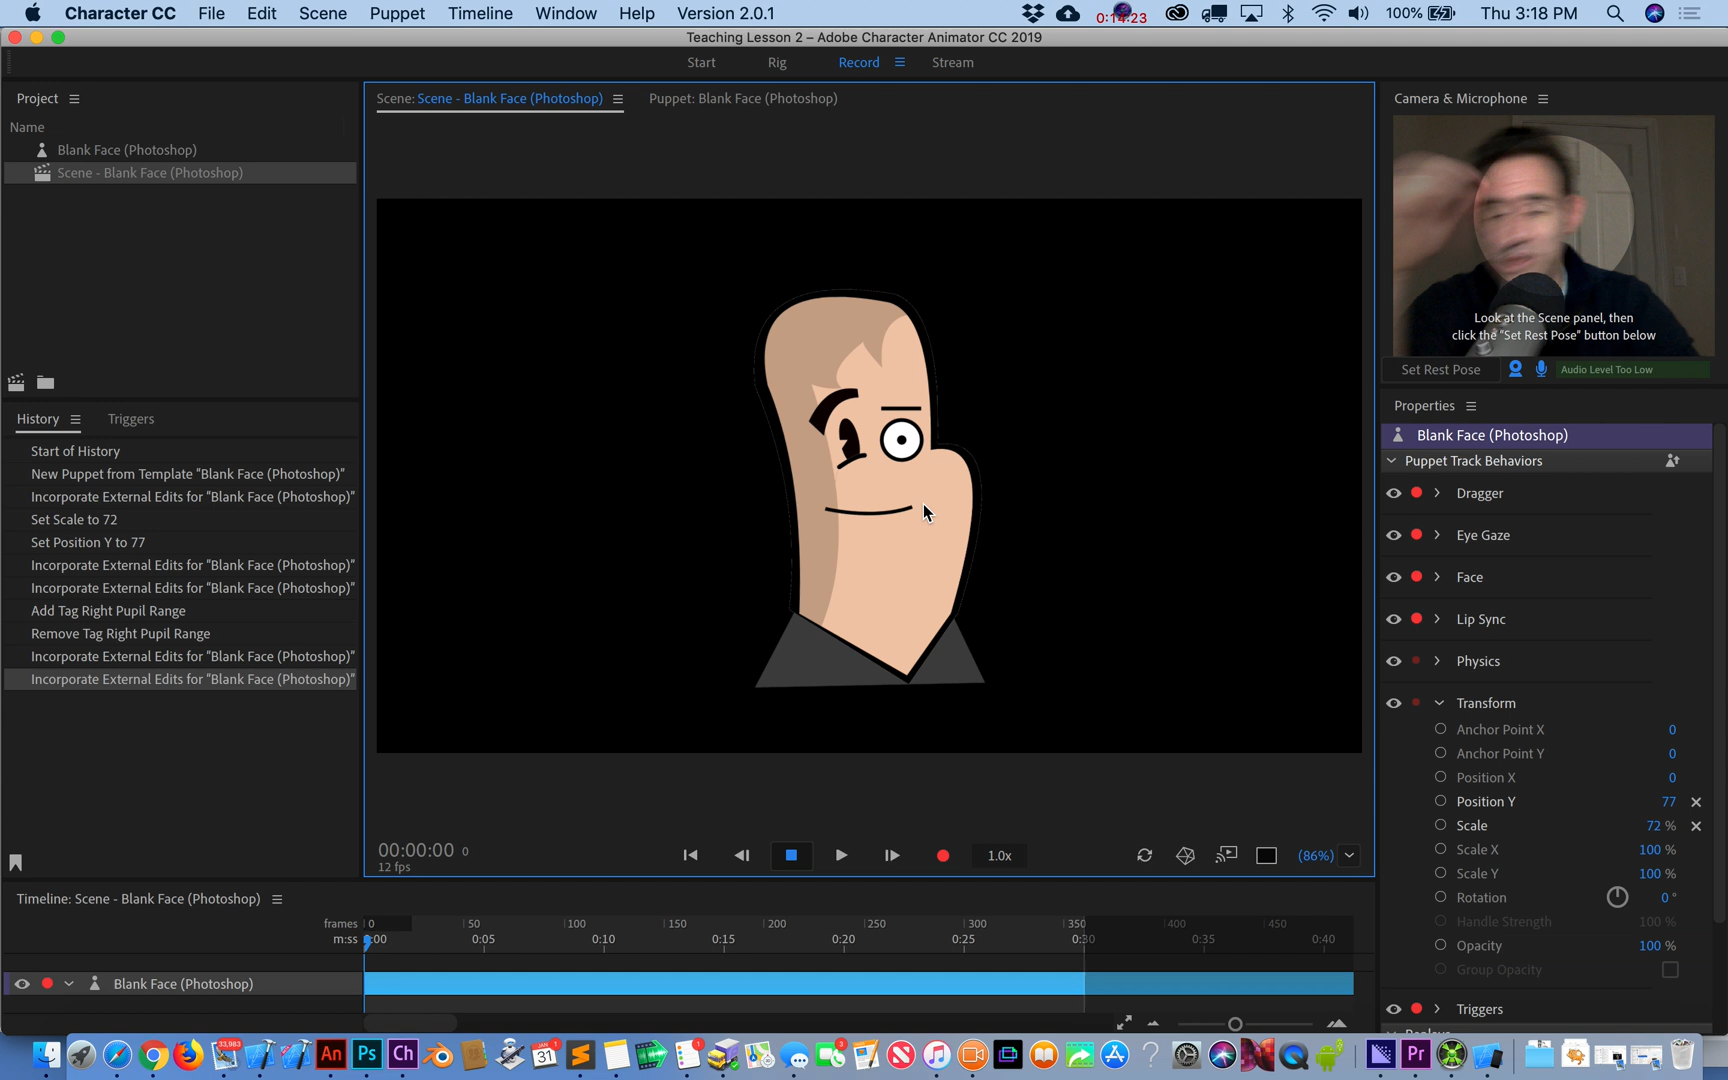 Character CC File Edit Scene Puppet Timeline Window Help Version 2.0.1
0:14:23 100% Thu 3:18 PM
Teaching Lesson 2 – Adobe Character Animator CC 2019
Start Rig Record Stream
Project
Name
Blank Face (Photoshop)
Scene - Blank Face (Photoshop)
History Triggers
Start of History
New Puppet from Template "Blank Face (Photoshop)"
Incorporate External Edits for "Blank Face (Photoshop)"
Set Scale to 72
Set Position Y to 77
Incorporate External Edits for "Blank Face (Photoshop)"
Incorporate External Edits for "Blank Face (Photoshop)"
Add Tag Right Pupil Range
Remove Tag Right Pupil Range
Incorporate External Edits for "Blank Face (Photoshop)"
Incorporate External Edits for "Blank Face (Photoshop)"
Scene: Scene - Blank Face (Photoshop) Puppet: Blank Face (Photoshop)
00:00:00 0
12 fps
1.0x
(86%)
Camera & Microphone
Look at the Scene panel, then
click the "Set Rest Pose" button below
Set Rest Pose Audio Level Too Low
Properties
Blank Face (Photoshop)
Puppet Track Behaviors
Dragger
Eye Gaze
Face
Lip Sync
Physics
Transform
Anchor Point X 0
Anchor Point Y 0
Position X 0
Position Y 77
Scale 72 %
Scale X 100 %
Scale Y 100 %
Rotation 0 °
Handle Strength 100 %
Opacity 100 %
Group Opacity
Triggers
Timeline: Scene - Blank Face (Photoshop)
frames 0 50 100 150 200 250 300 350 400 450
m:ss 0:00 0:05 0:10 0:15 0:20 0:25 0:30 0:35 0:40
Blank Face (Photoshop)
33,983 An Ps Ch 31 1 3 Pr